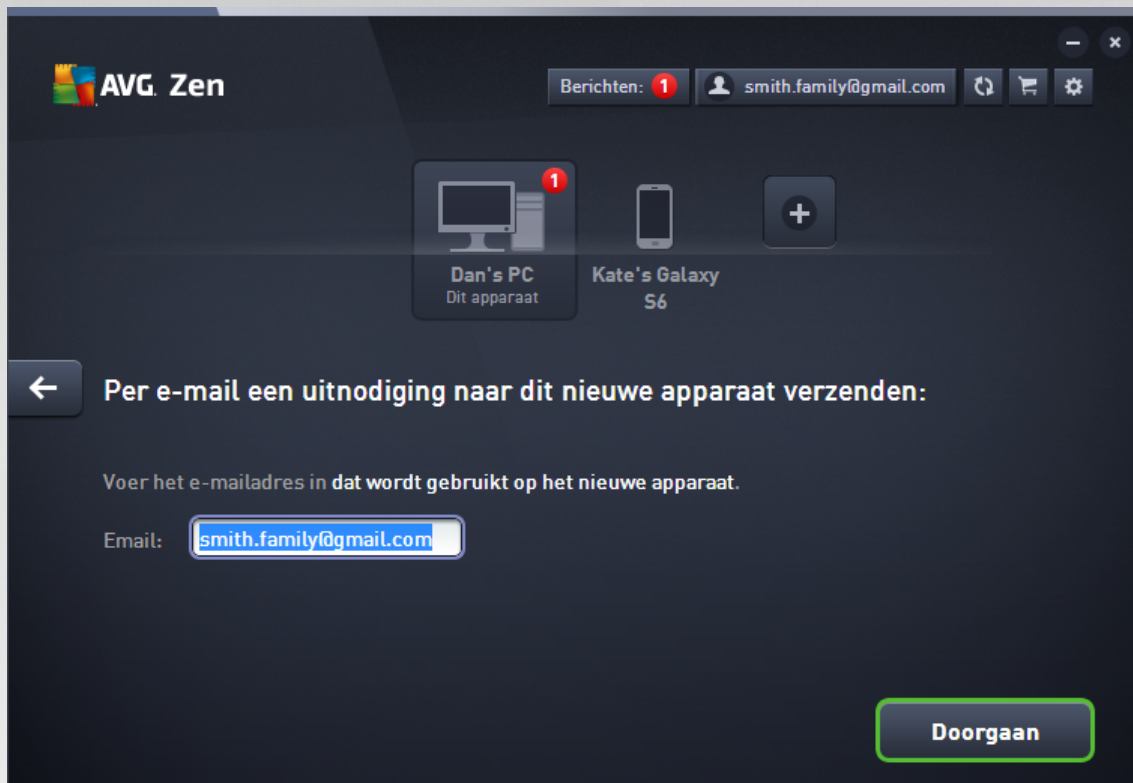 AVG. Zen
Berichten: 1
smith.family@gmail.com
1
Dan's PC
Dit apparaat
Kate's Galaxy
S6
Per e-mail een uitnodiging naar dit nieuwe apparaat verzenden:
Voer het e-mailadres in dat wordt gebruikt op het nieuwe apparaat.
Email: smith.family@gmail.com
Doorgaan